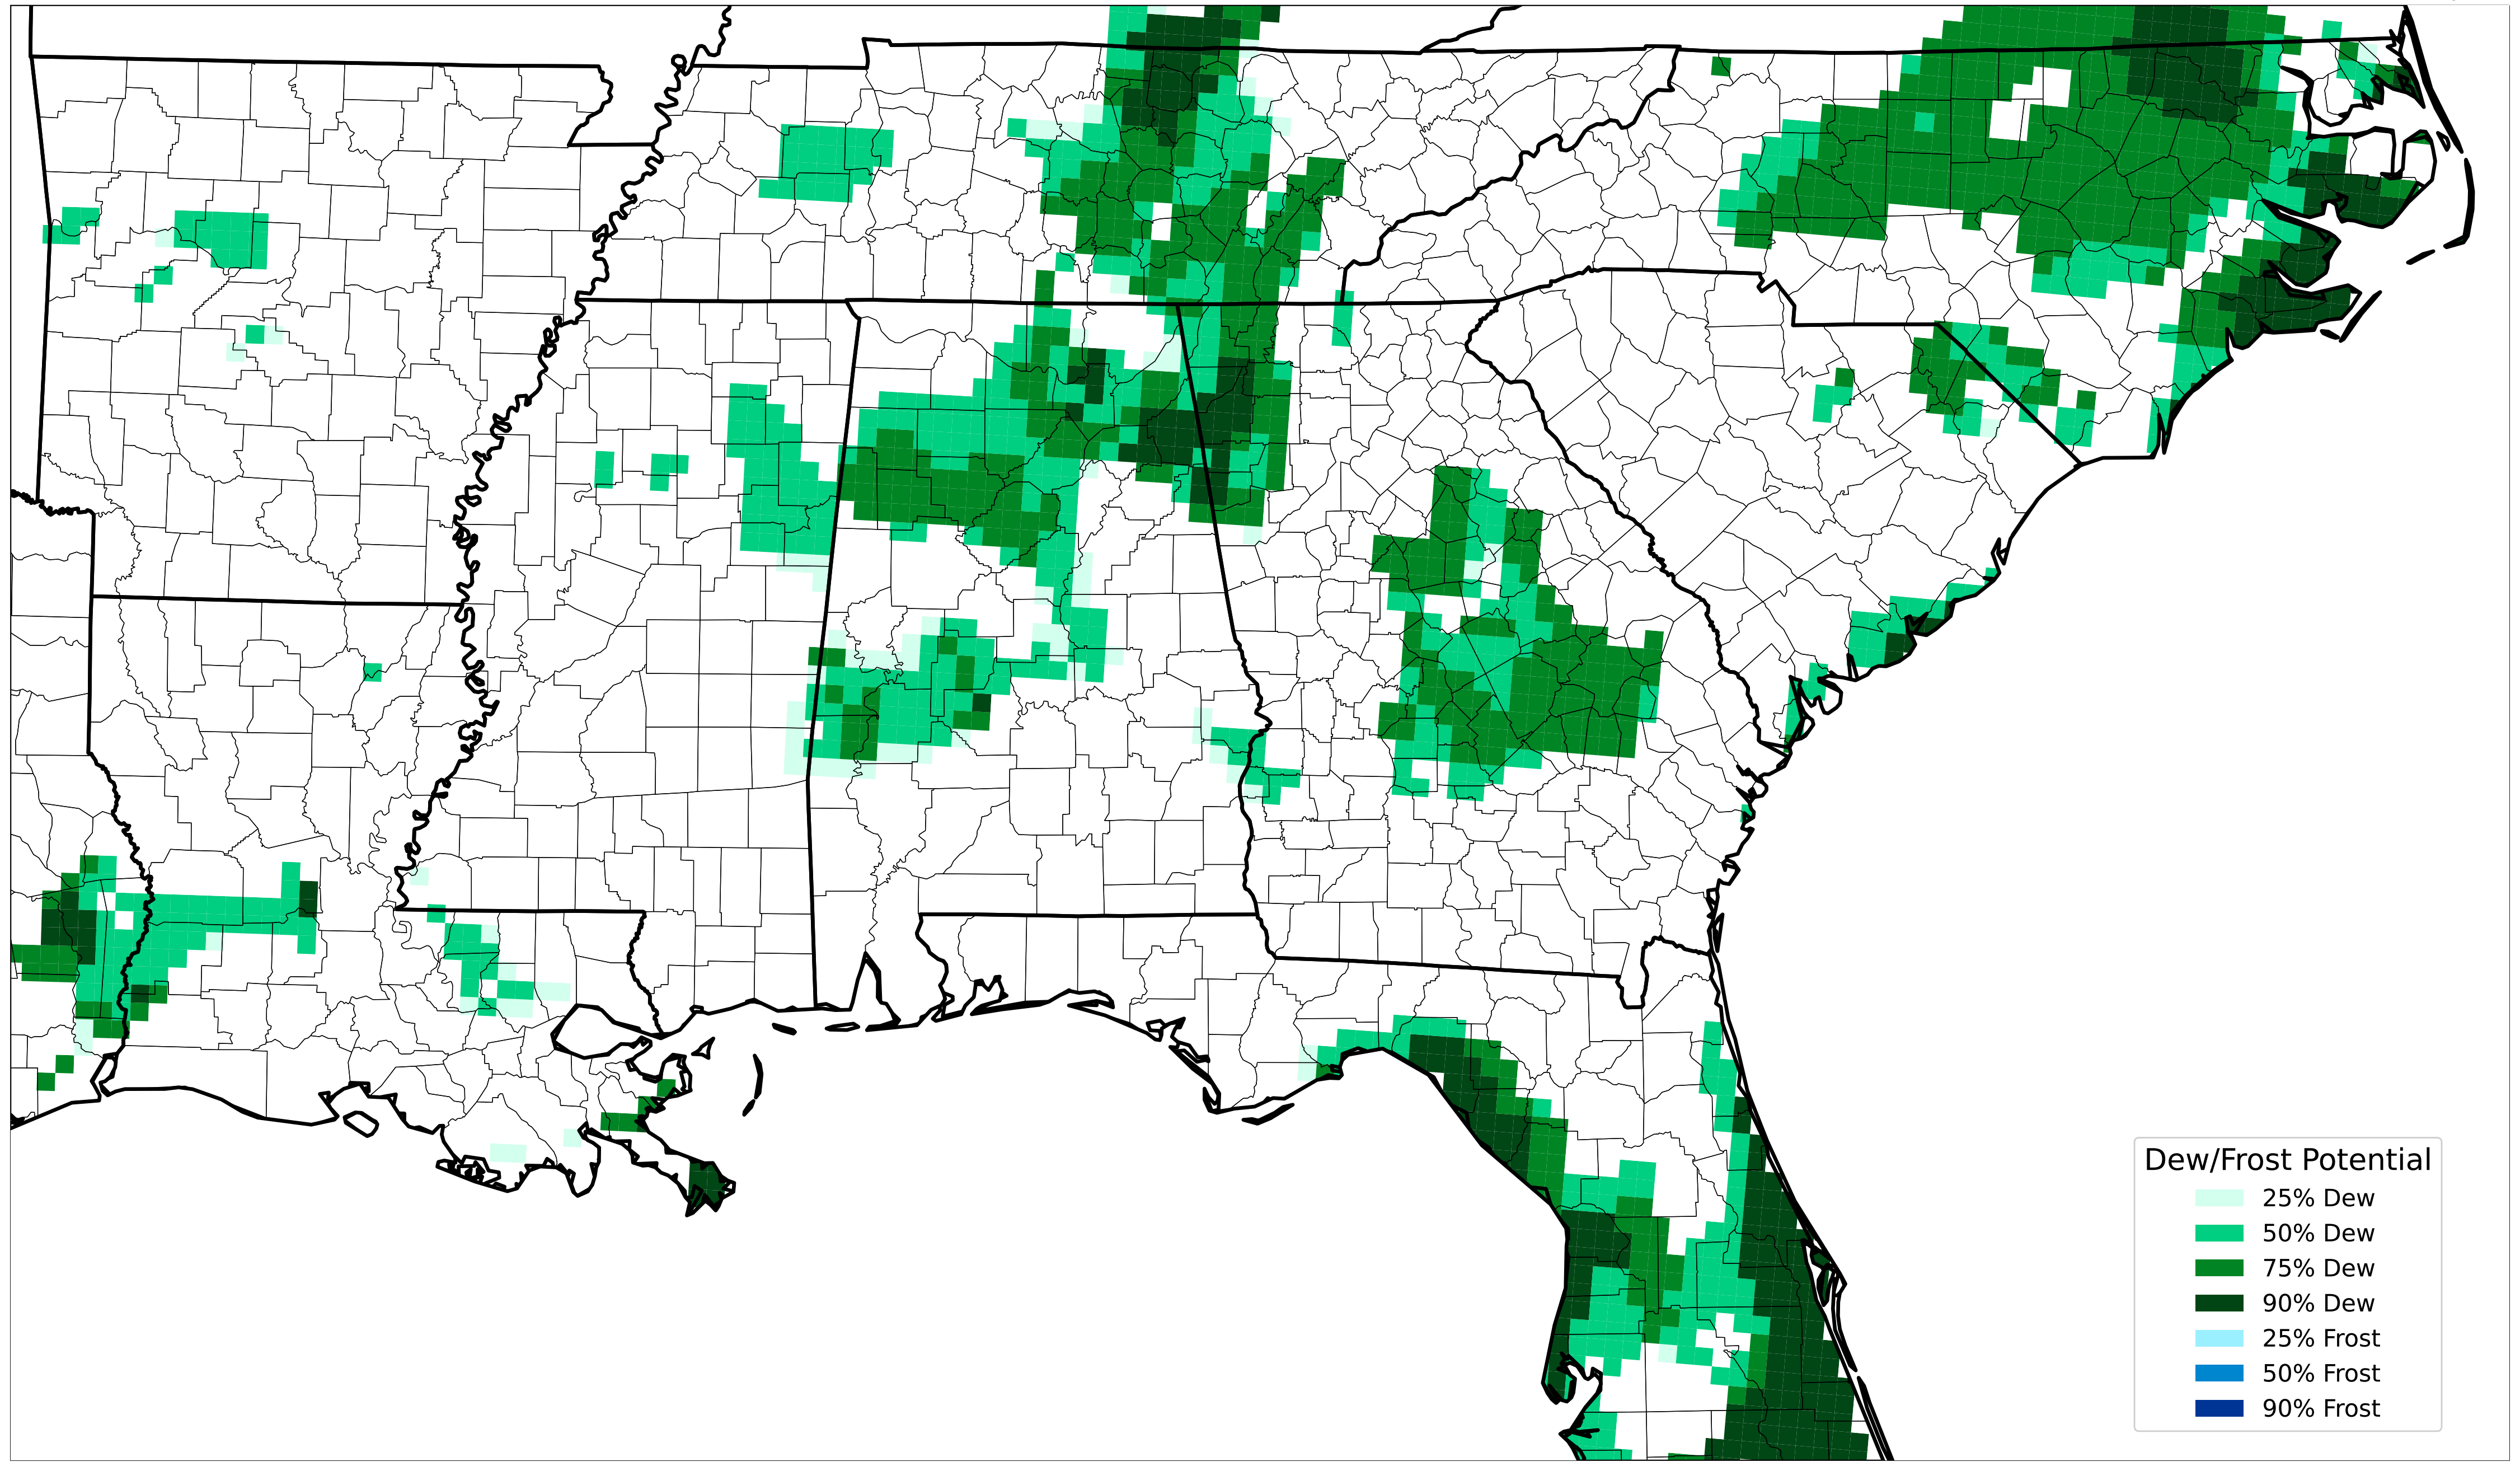 Dew/Frost Potential
25% Dew
50% Dew
75% Dew
90% Dew
25% Frost
50% Frost
90% Frost